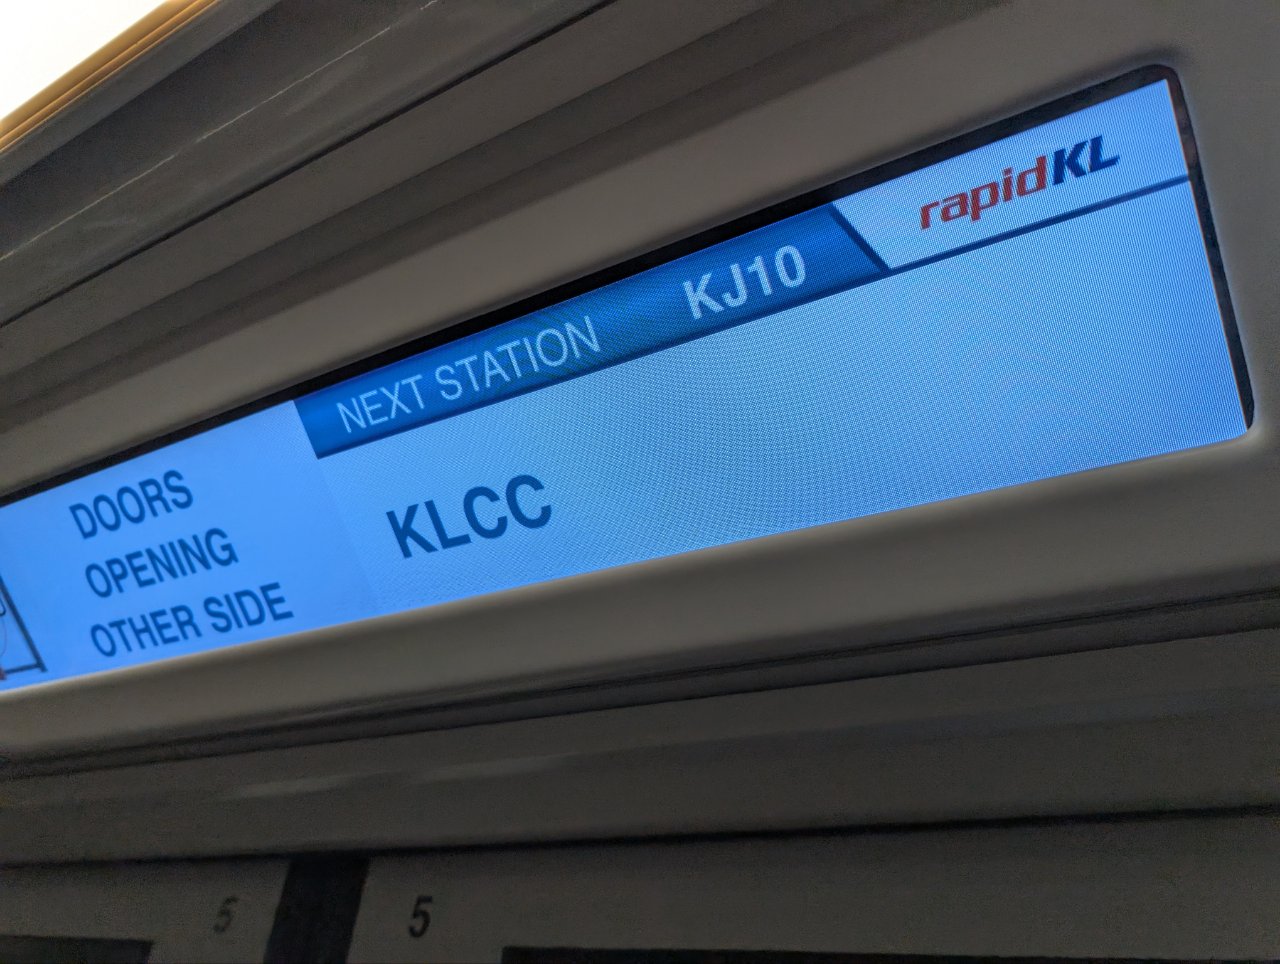 rapidKL
NEXT STATION KJ10
KLCC
DOORS
OPENING
OTHER SIDE
5
5